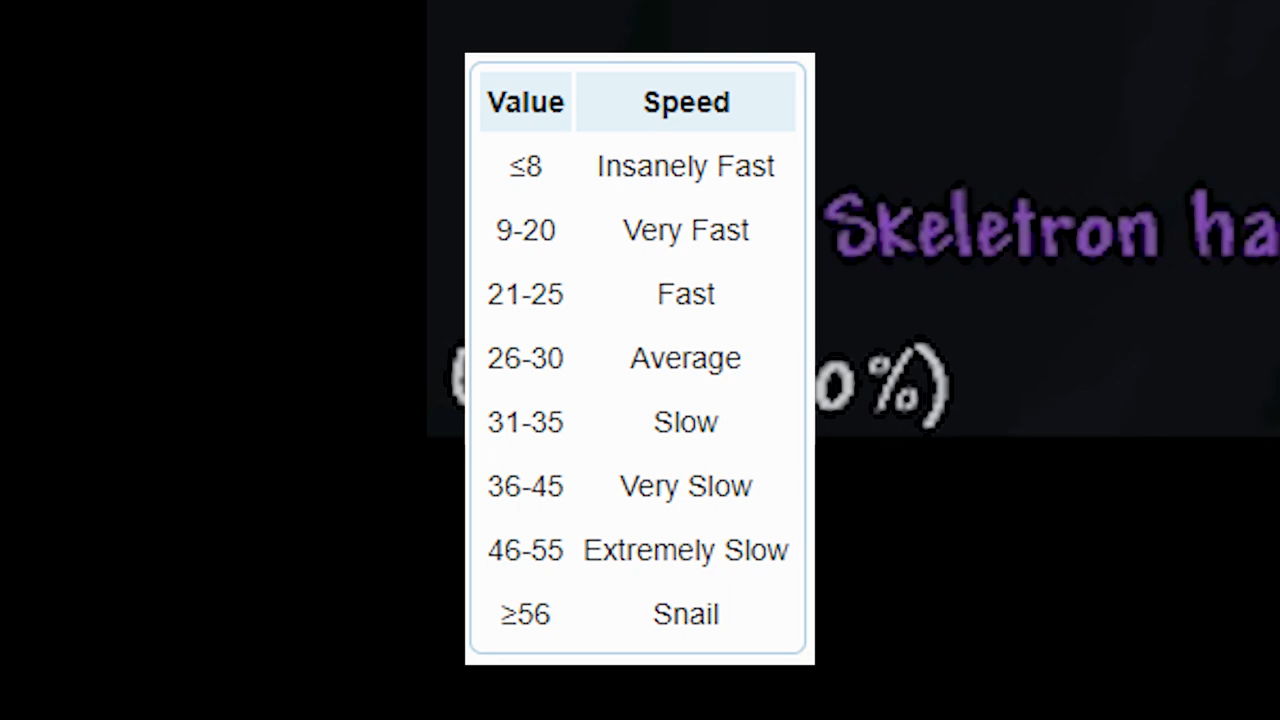 Value Speed
≤8 Insanely Fast
9-20 Very Fast
21-25 Fast
26-30 Average
31-35 Slow
36-45 Very Slow
46-55 Extremely Slow
≥56 Snail
Skeletron ha
0%)